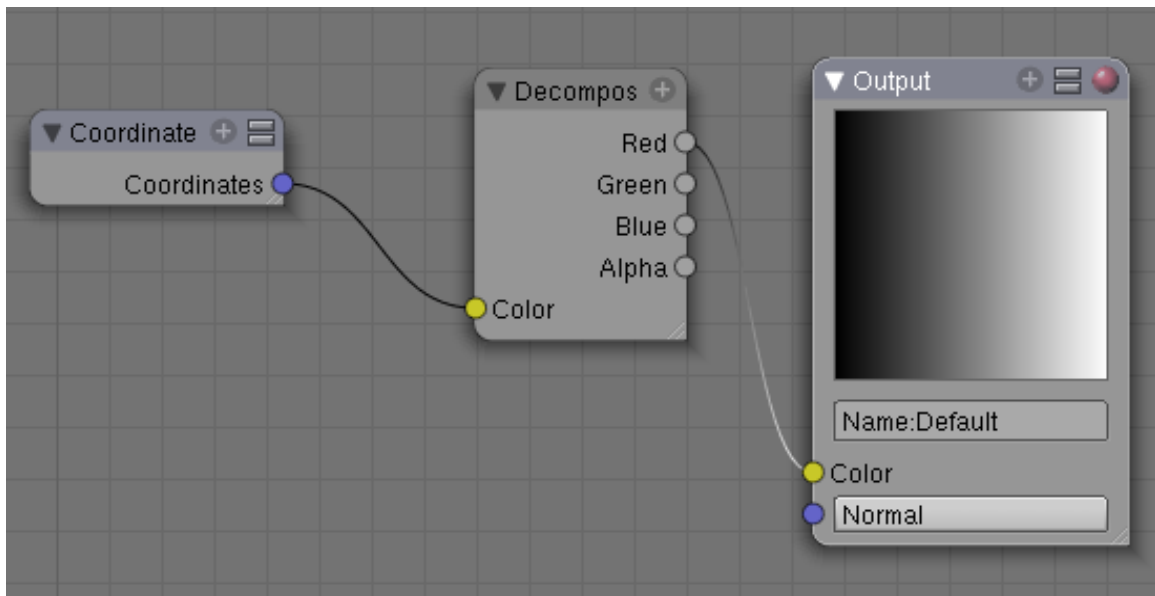 Coordinate
Coordinates
Decompos
Red
Green
Blue
Alpha
Color
Output
Name:Default
Color
Normal